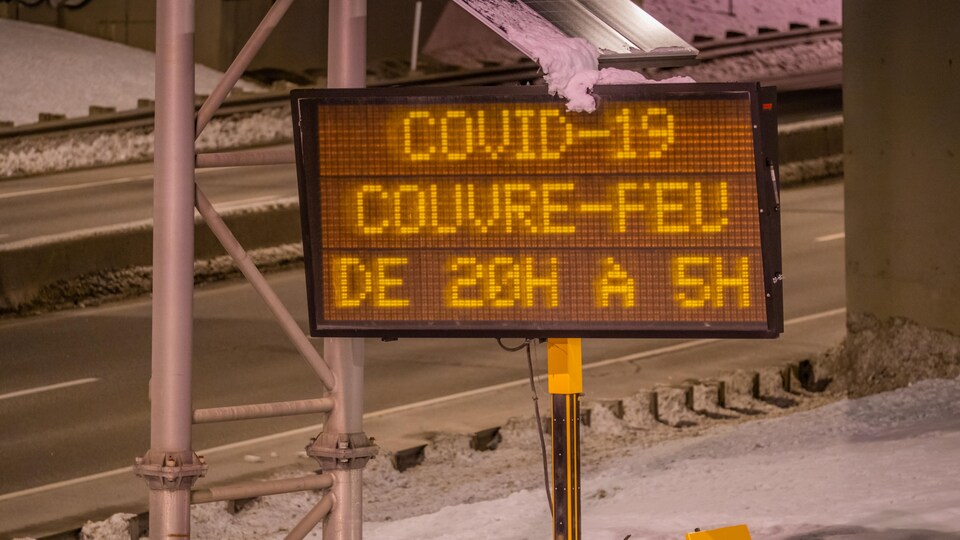 COVID-19
COUVRE-FEU
DE 20H À 5H